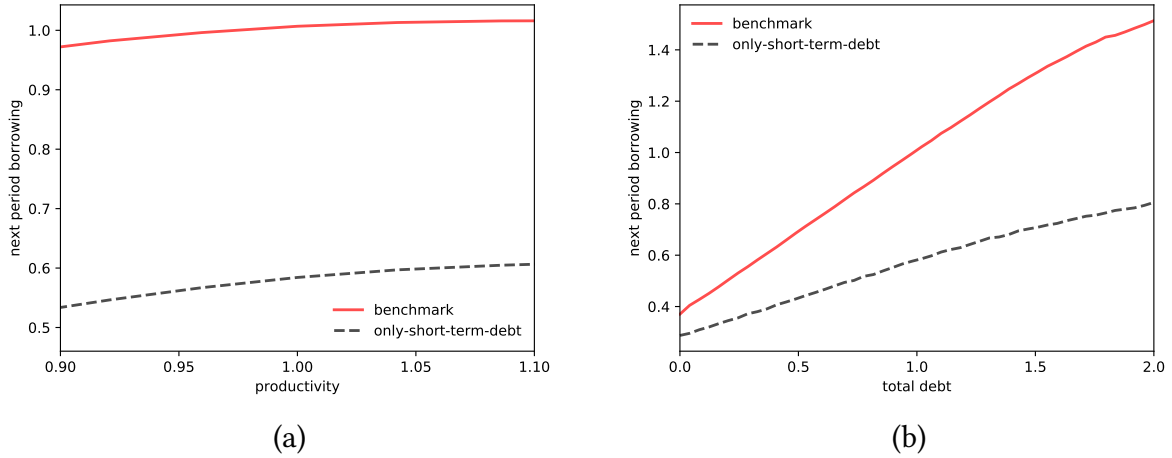 1.0
0.9
0.8
0.7
0.6
0.5
next period borrowing
benchmark
only-short-term-debt
0.90
0.95
1.00
1.05
1.10
productivity
(a)
benchmark
only-short-term-debt
1.4
1.2
1.0
0.8
0.6
0.4
next period borrowing
0.0
0.5
1.0
1.5
2.0
total debt
(b)